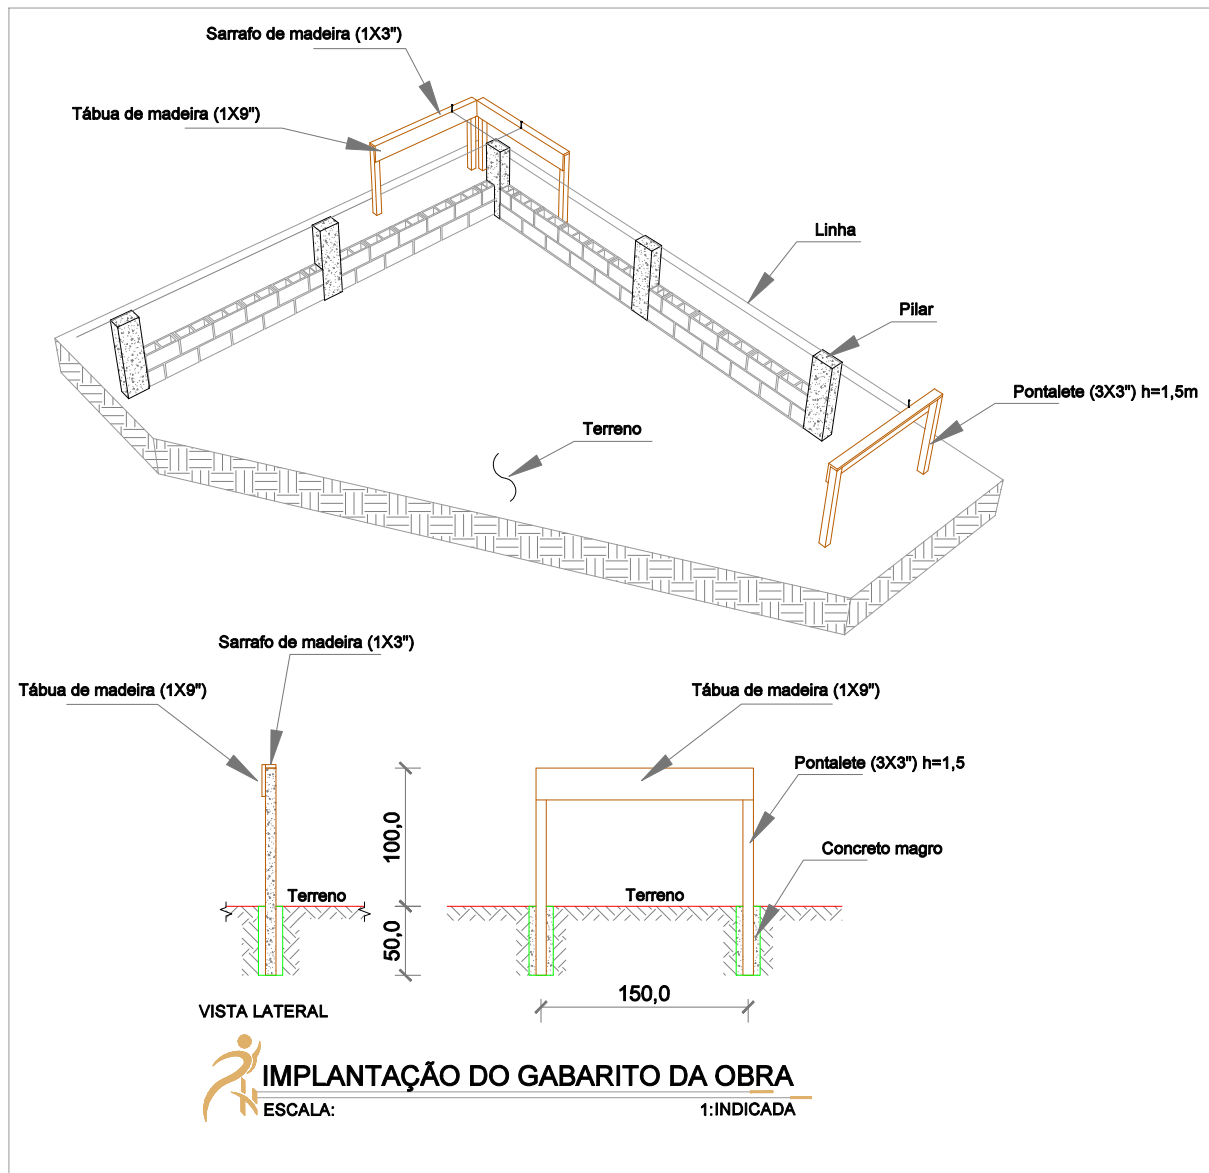 Sarrafo de madeira (1X3")
Tábua de madeira (1X9")
Linha
Pilar
Pontalete (3X3") h=1,5m
Terreno
Sarrafo de madeira (1X3")
Tábua de madeira (1X9")
Tábua de madeira (1X9")
Pontalete (3X3") h=1,5
100,0
Concreto magro
Terreno
Terreno
50,0
150,0
VISTA LATERAL
IMPLANTAÇÃO DO GABARITO DA OBRA
ESCALA:
1:INDICADA